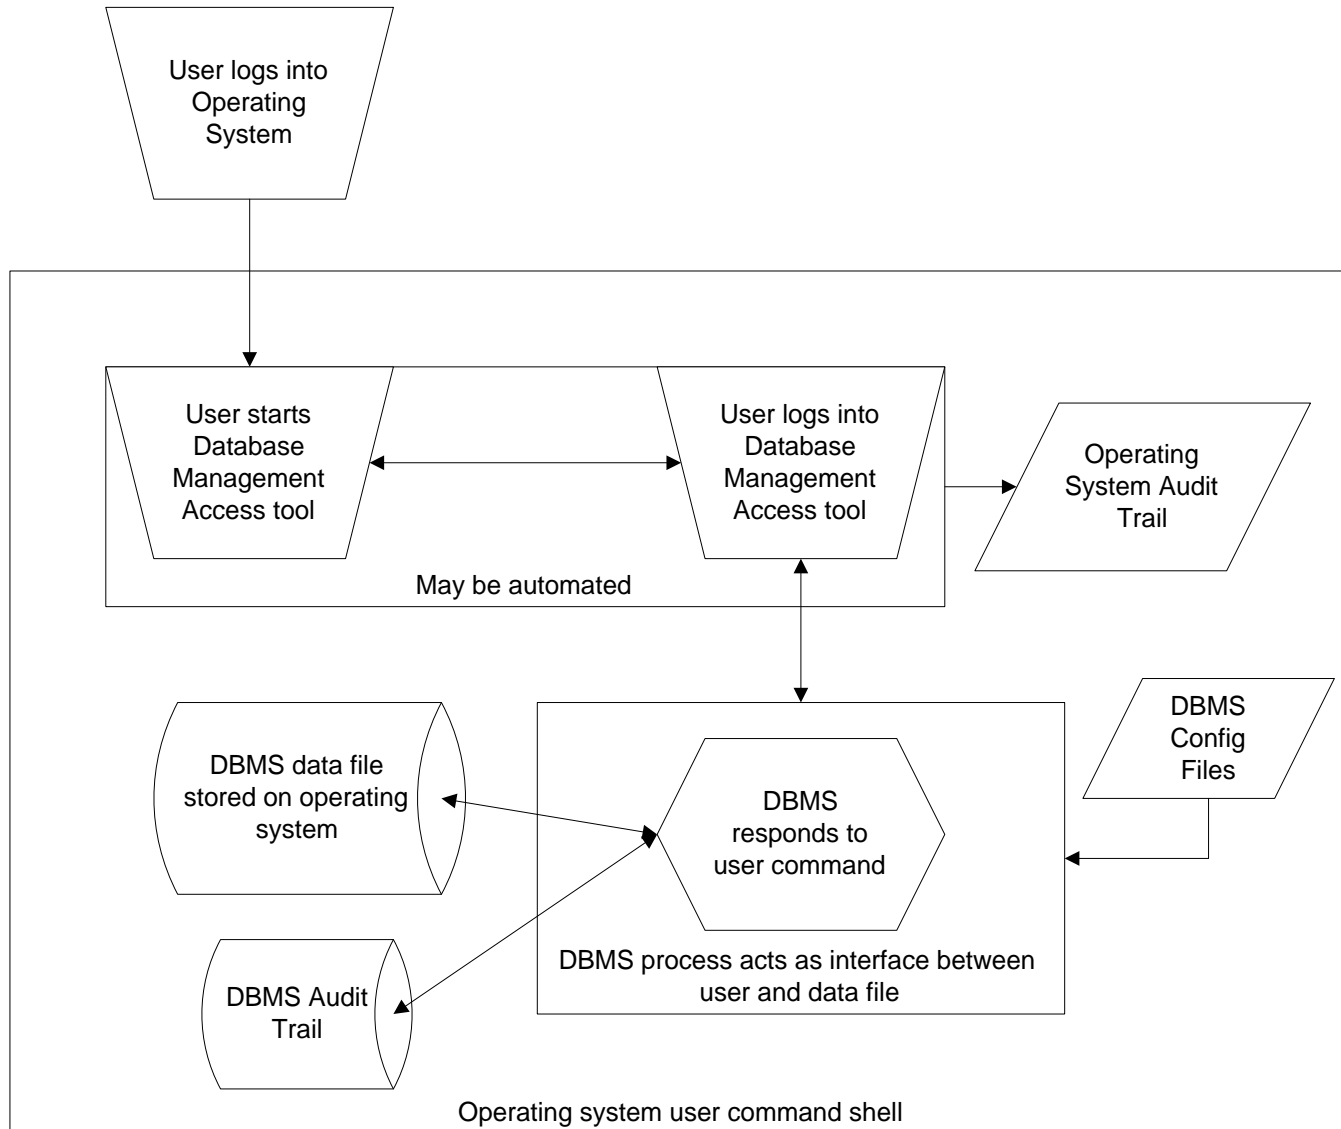 User logs into
Operating
System
User starts
Database
Management
Access tool
User logs into
Database
Management
Access tool
Operating
System Audit
Trail
May be automated
DBMS data file
stored on operating
system
DBMS
responds to
user command
DBMS
Config
Files
DBMS process acts as interface between
user and data file
DBMS Audit
Trail
Operating system user command shell